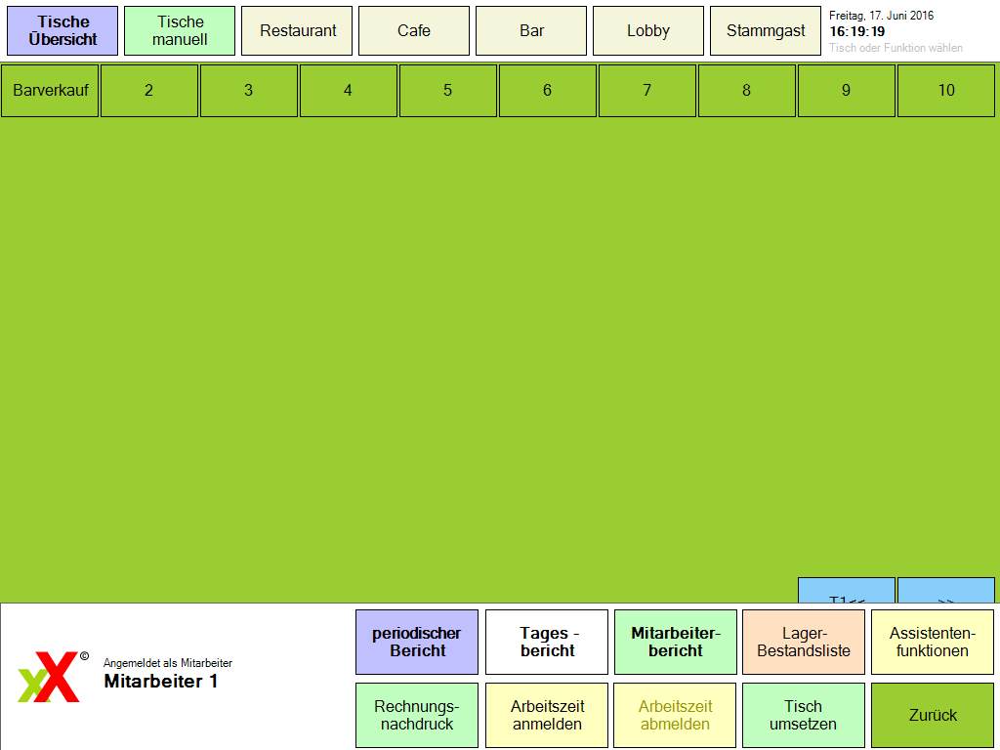 Tische
Übersicht
Tische
manuell
Restaurant
Cafe
Bar
Lobby
Stammgast
Freitag, 17. Juni 2016
16:19:19
Tisch oder Funktion wählen
Barverkauf
2
3
4
5
6
7
8
9
10
T1<<
>>
XX ©
Angemeldet als Mitarbeiter
Mitarbeiter 1
periodischer
Bericht
Tages -
bericht
Mitarbeiter-
bericht
Lager-
Bestandsliste
Assistenten-
funktionen
Rechnungs-
nachdruck
Arbeitszeit
anmelden
Arbeitszeit
abmelden
Tisch
umsetzen
Zurück